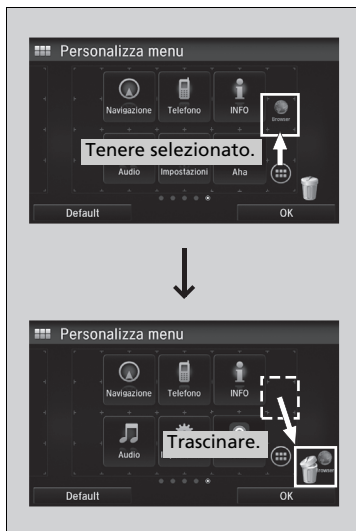 Personalizza menu
Navigazione Telefono INFO
Browser
Tenere selezionato.
Audio Impostazioni Aha
Default OK
Personalizza menu
Navigazione Telefono INFO
Trascinare.
Audio
Browser
Default OK